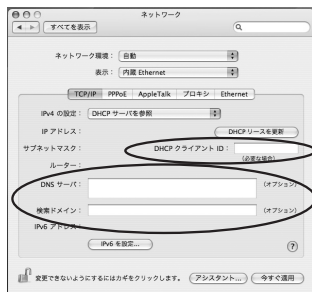 ネットワーク
すべてを表示
ネットワーク環境： 自動
表示： 内蔵 Ethernet
TCP/IP PPPoE AppleTalk プロキシ Ethernet
IPv4 の設定： DHCP サーバを参照
IP アドレス： DHCP リースを更新
サブネットマスク： DHCP クライアント ID：
(必要な場合)
ルーター：
DNS サーバ： (オプション)
検索ドメイン： (オプション)
IPv6 アドレス：
IPv6 を設定... ?
変更できないようにするにはカギをクリックします。 アシスタント... 今すぐ適用